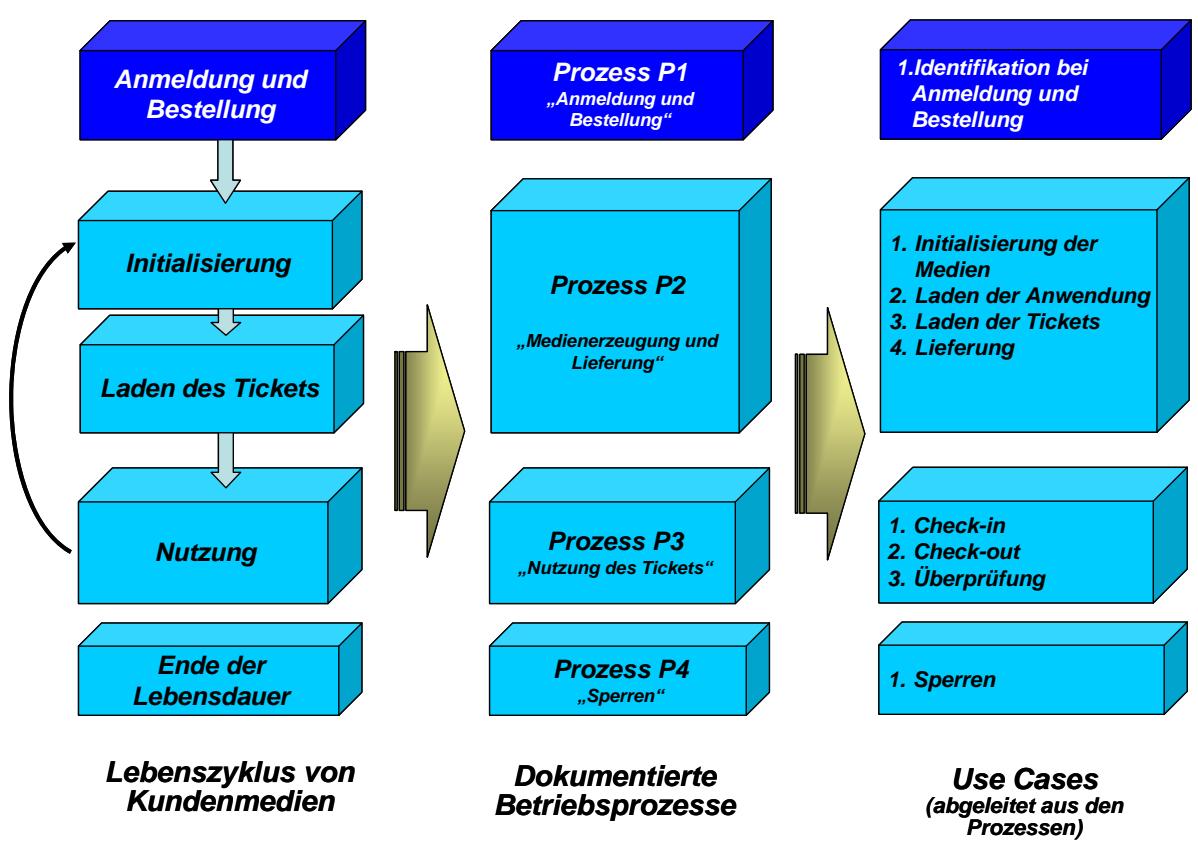 Anmeldung und
Bestellung
Initialisierung
Laden des Tickets
Nutzung
Ende der
Lebensdauer
Lebenszyklus von
Kundenmedien
Prozess P1
„Anmeldung und
Bestellung“
Prozess P2
„Medienerzeugung und
Lieferung“
Prozess P3
„Nutzung des Tickets“
Prozess P4
„Sperren“
Dokumentierte
Betriebsprozesse
1.Identifikation bei
Anmeldung und
Bestellung
1. Initialisierung der
Medien
2. Laden der Anwendung
3. Laden der Tickets
4. Lieferung
1. Check-in
2. Check-out
3. Überprüfung
1. Sperren
Use Cases
(abgeleitet aus den
Prozessen)